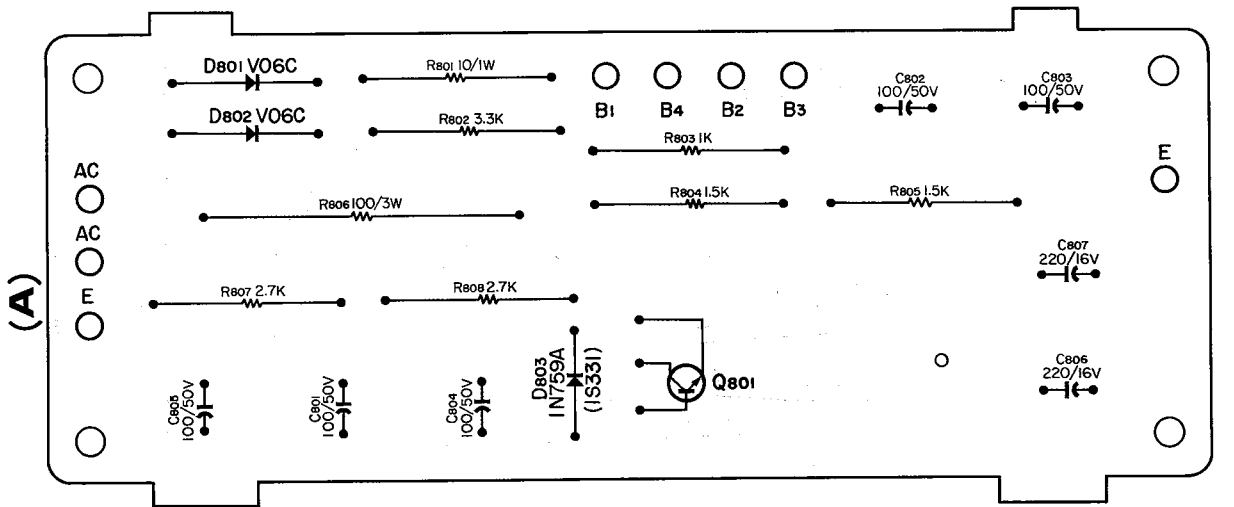 D801 V06C
R801 10/1W
C802
100/50V
C803
100/50V
D802 V06C
R802 3.3K
B1
B4
B2
B3
R803 1K
AC
E
R806 100/3W
R804 1.5K
R805 1.5K
AC
C807
220/16V
(A)
E
R807 2.7K
R808 2.7K
C805
100/50V
C801
100/50V
C804
100/50V
D803
1N759A
(1S331)
Q801
C806
220/16V